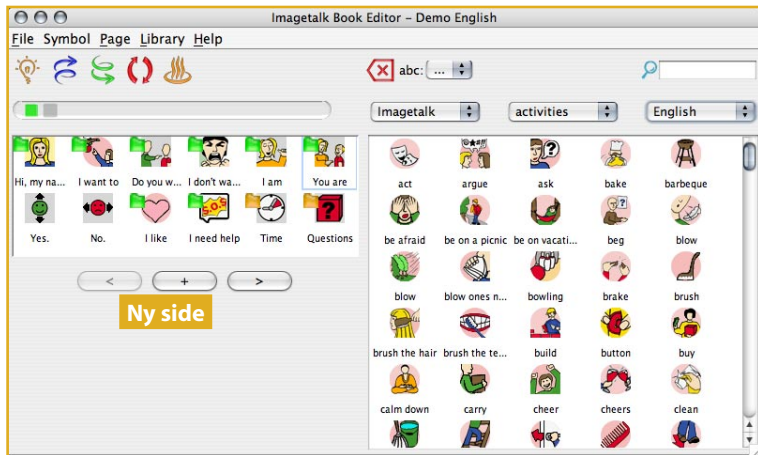 Imagetalk Book Editor – Demo English
File Symbol Page Library Help
abc: ...
Imagetalk activities English
Hi, my na... I want to Do you w... I don't wa... I am You are
Yes. No. I like I need help Time Questions
< + >
Ny side
act argue ask bake barbeque
be afraid be on a picnic be on vacati... beg blow
blow blow ones n... bowling brake brush
brush the hair brush the te... build button buy
calm down carry cheer cheers clean